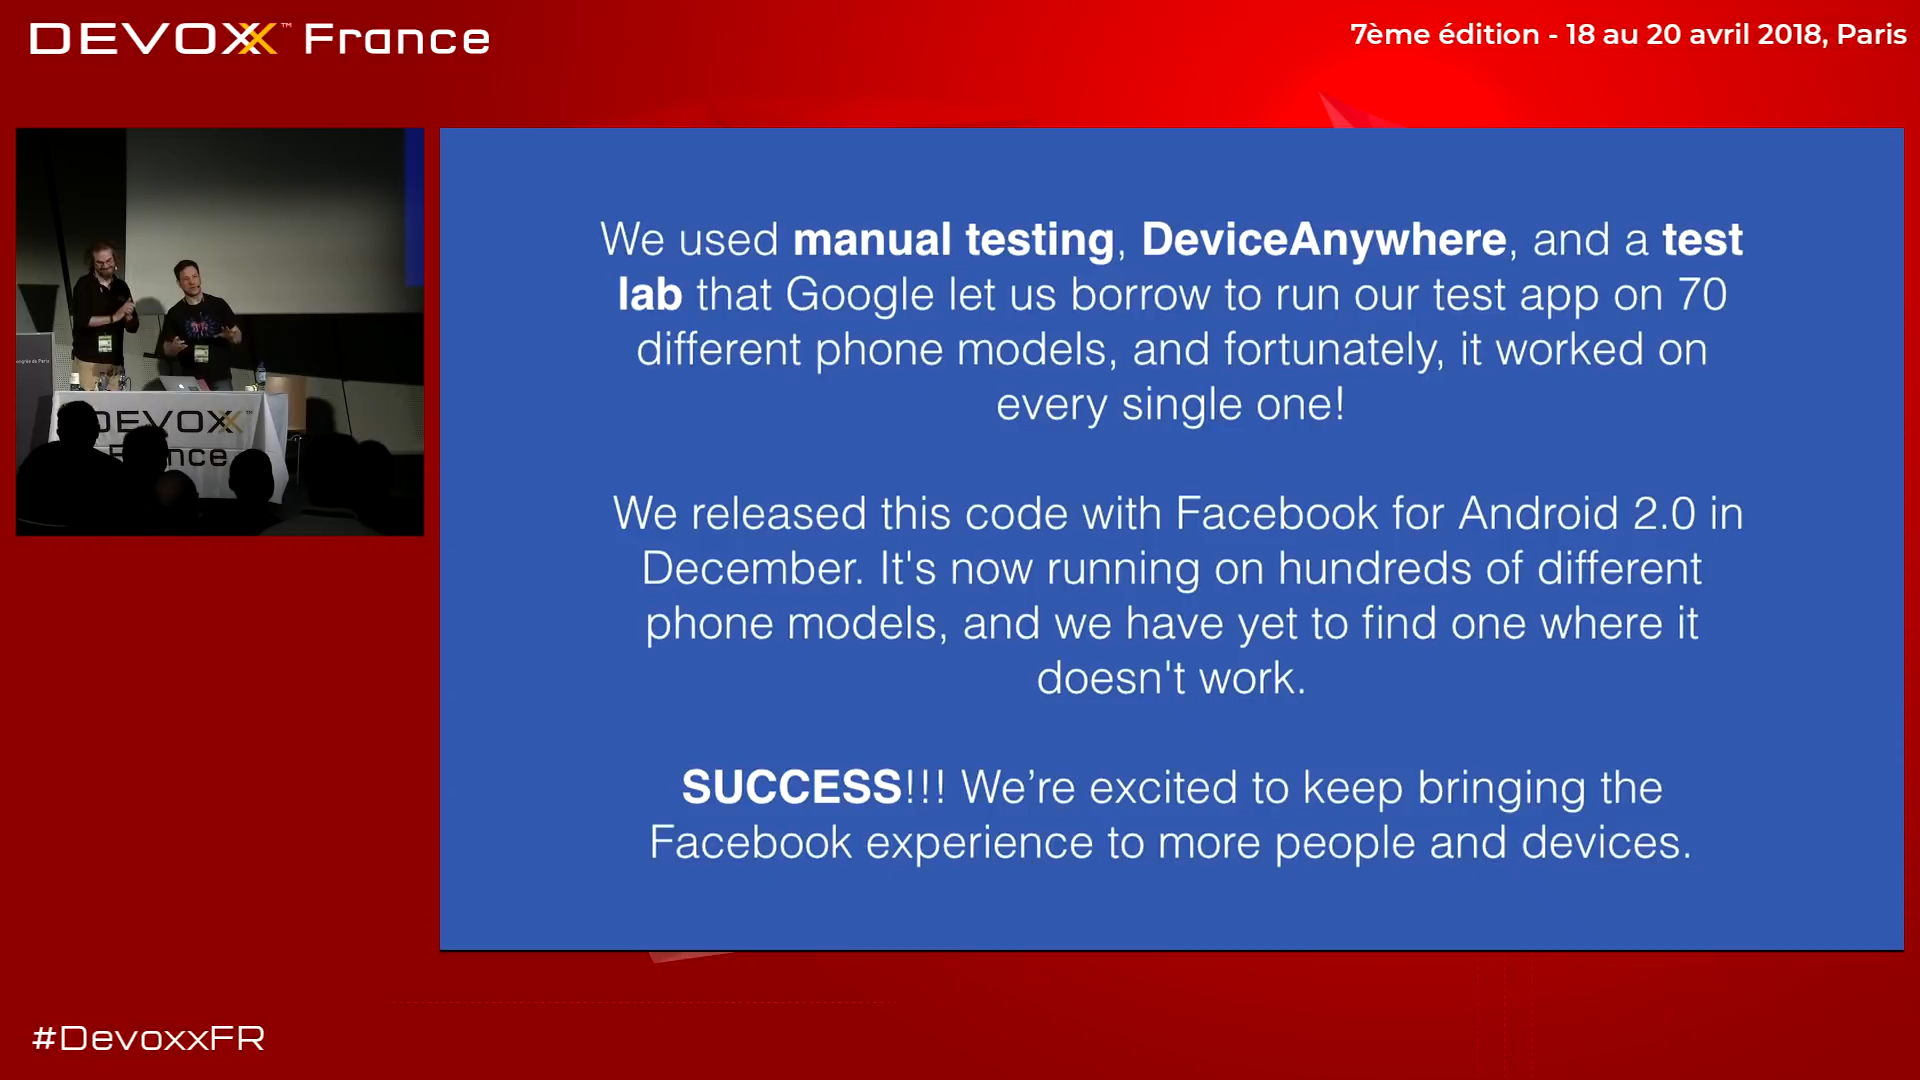 DEVOXX™ France
7ème édition - 18 au 20 avril 2018, Paris
We used manual testing, DeviceAnywhere, and a test
lab that Google let us borrow to run our test app on 70
different phone models, and fortunately, it worked on
every single one!
We released this code with Facebook for Android 2.0 in
December. It's now running on hundreds of different
phone models, and we have yet to find one where it
doesn't work.
SUCCESS!!! We’re excited to keep bringing the
Facebook experience to more people and devices.
DEVOXX™
France
#DevoxxFR